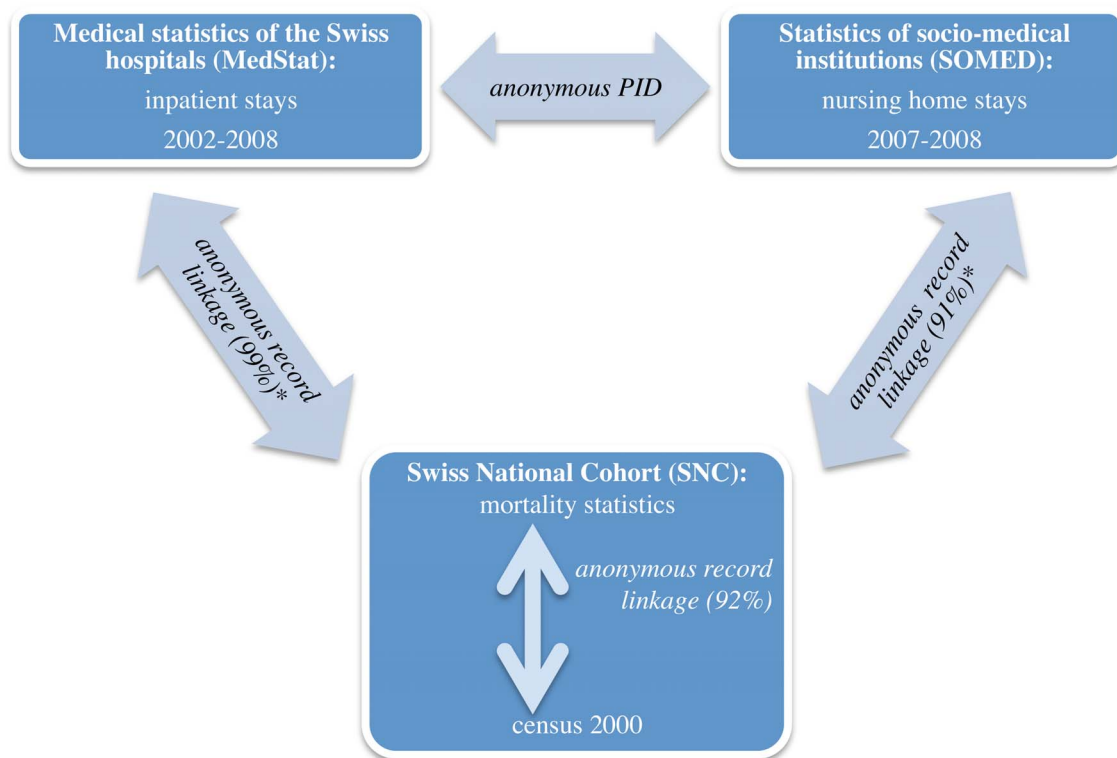 Medical statistics of the Swiss
hospitals (MedStat):
inpatient stays
2002-2008
anonymous PID
Statistics of socio-medical
institutions (SOMED):
nursing home stays
2007-2008
anonymous record
linkage (99%)*
anonymous record
linkage (91%)*
Swiss National Cohort (SNC):
mortality statistics
anonymous record
linkage (92%)
census 2000